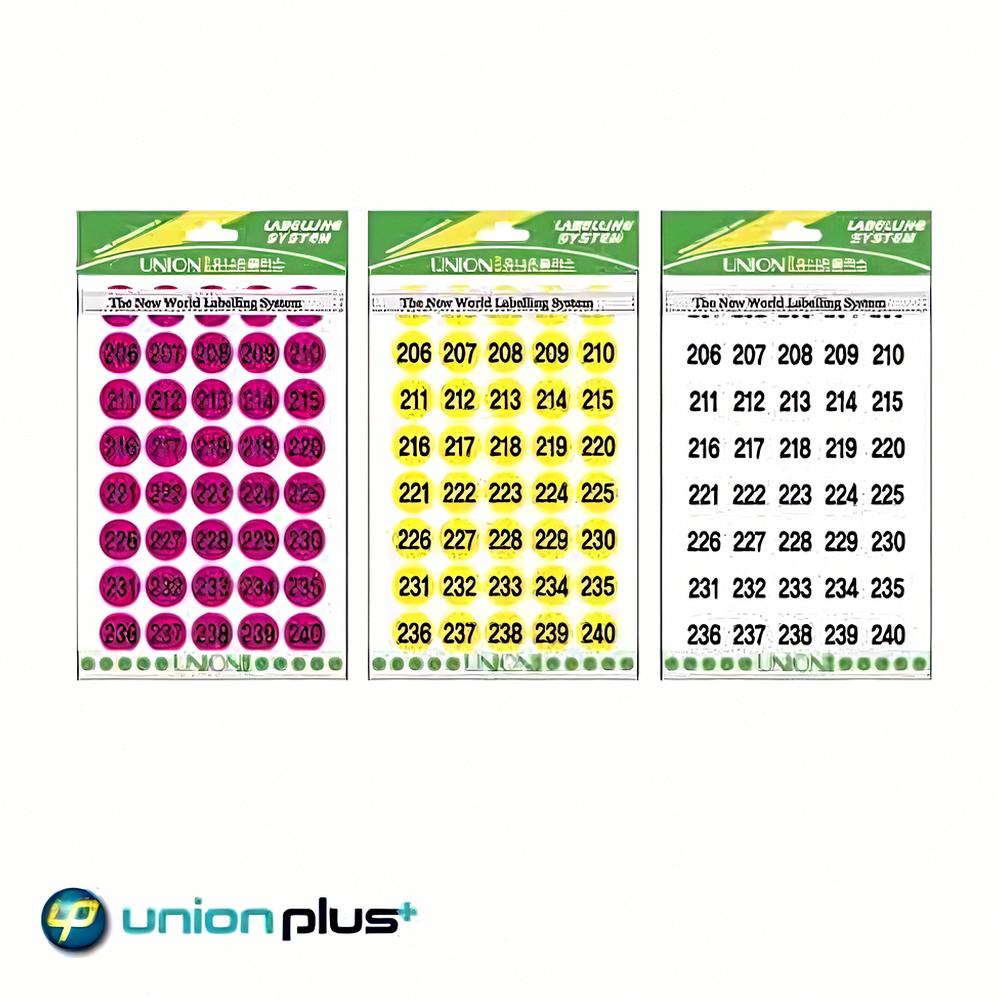 LABELLING
SYSTEM
UNION
The New World Labelling System
206 207 208 209 210
211 212 213 214 215
216 217 218 219 220
221 222 223 224 225
226 227 228 229 230
231 232 233 234 235
236 237 238 239 240
UNION
LABELLING
SYSTEM
UNION
The New World Labelling System
206 207 208 209 210
211 212 213 214 215
216 217 218 219 220
221 222 223 224 225
226 227 228 229 230
231 232 233 234 235
236 237 238 239 240
UNION
LABELLING
SYSTEM
UNION
The New World Labelling System
206 207 208 209 210
211 212 213 214 215
216 217 218 219 220
221 222 223 224 225
226 227 228 229 230
231 232 233 234 235
236 237 238 239 240
UNION
union plus+